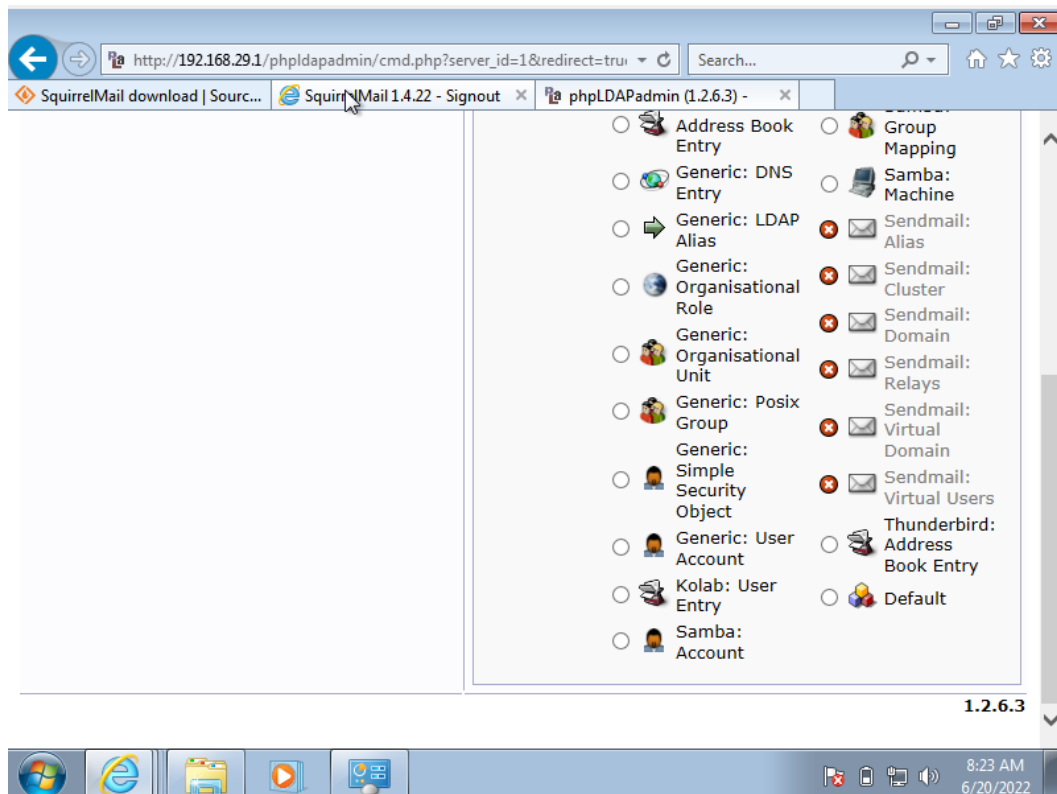 http://192.168.29.1/phpldapadmin/cmd.php?server_id=1&redirect=tru
Search...
SquirrelMail download | Sourc...
SquirrelMail 1.4.22 - Signout
phpLDAPadmin (1.2.6.3) -
Address Book
Entry
Generic: DNS
Entry
Generic: LDAP
Alias
Generic:
Organisational
Role
Generic:
Organisational
Unit
Generic: Posix
Group
Generic:
Simple
Security
Object
Generic: User
Account
Kolab: User
Entry
Samba:
Account
Group
Mapping
Samba:
Machine
Sendmail:
Alias
Sendmail:
Cluster
Sendmail:
Domain
Sendmail:
Relays
Sendmail:
Virtual
Domain
Sendmail:
Virtual Users
Thunderbird:
Address
Book Entry
Default
1.2.6.3
8:23 AM
6/20/2022